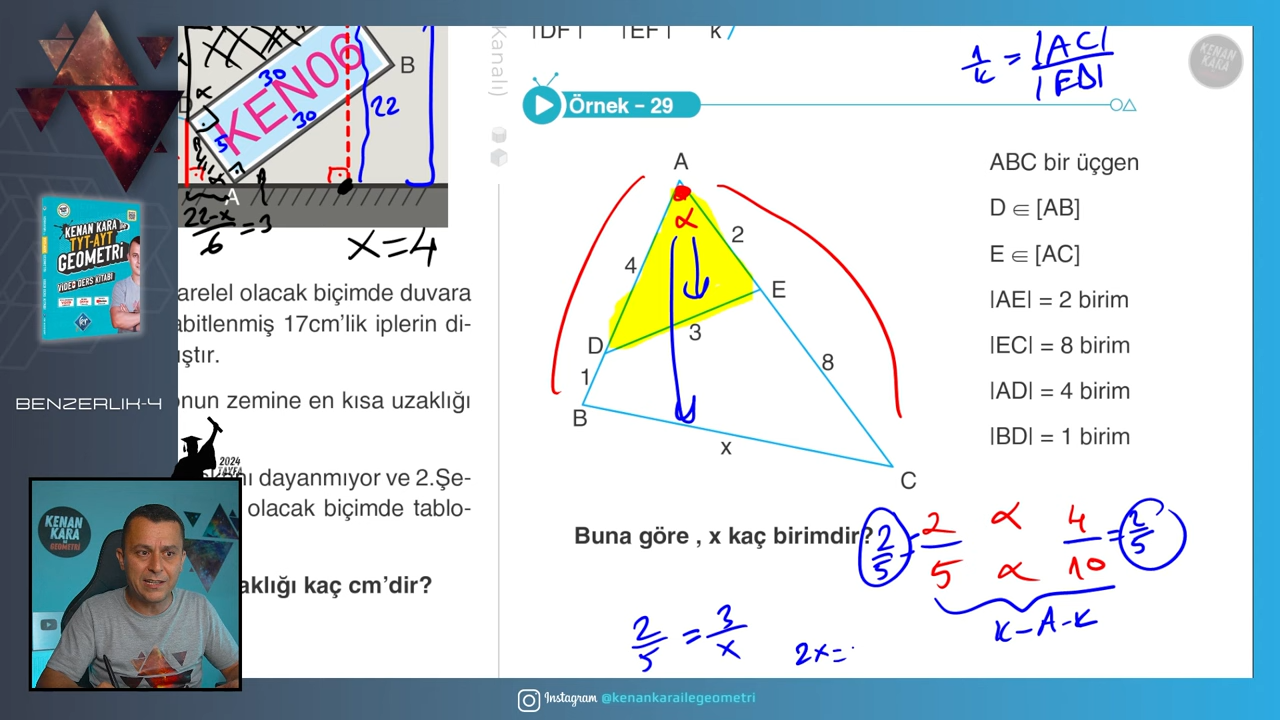 |DF| |EF| k
1/k = |AC|/|ED|
KENAN KARA
Kanalı)
Örnek – 29
KEN06
B
30
30
5
22
A
22-x/6 = 3
x=4
A
α
2
4
E
3
D
1
B
8
x
C
ABC bir üçgen
D ∈ [AB]
E ∈ [AC]
|AE| = 2 birim
|EC| = 8 birim
|AD| = 4 birim
|BD| = 1 birim
KENAN KARA
TYT-AYT
GEOMETRİ
VİDEO DERS KİTABI
BENZERLIK-4
arelel olacak biçimde duvara
abitlenmiş 17cm'lik iplerin di-
ıştır.
onun zemine en kısa uzaklığı
2024
TAYFA
dayanmıyor ve 2.Şe-
olacak biçimde tablo-
aklığı kaç cm'dir?
KENAN
KARA
GEOMETRİ
Buna göre , x kaç birimdir?
2/5 = 2/5 α 4/10 = 2/5
α
K-A-K
2/5 = 3/x 2x=
Instagram @kenankarailegeometri